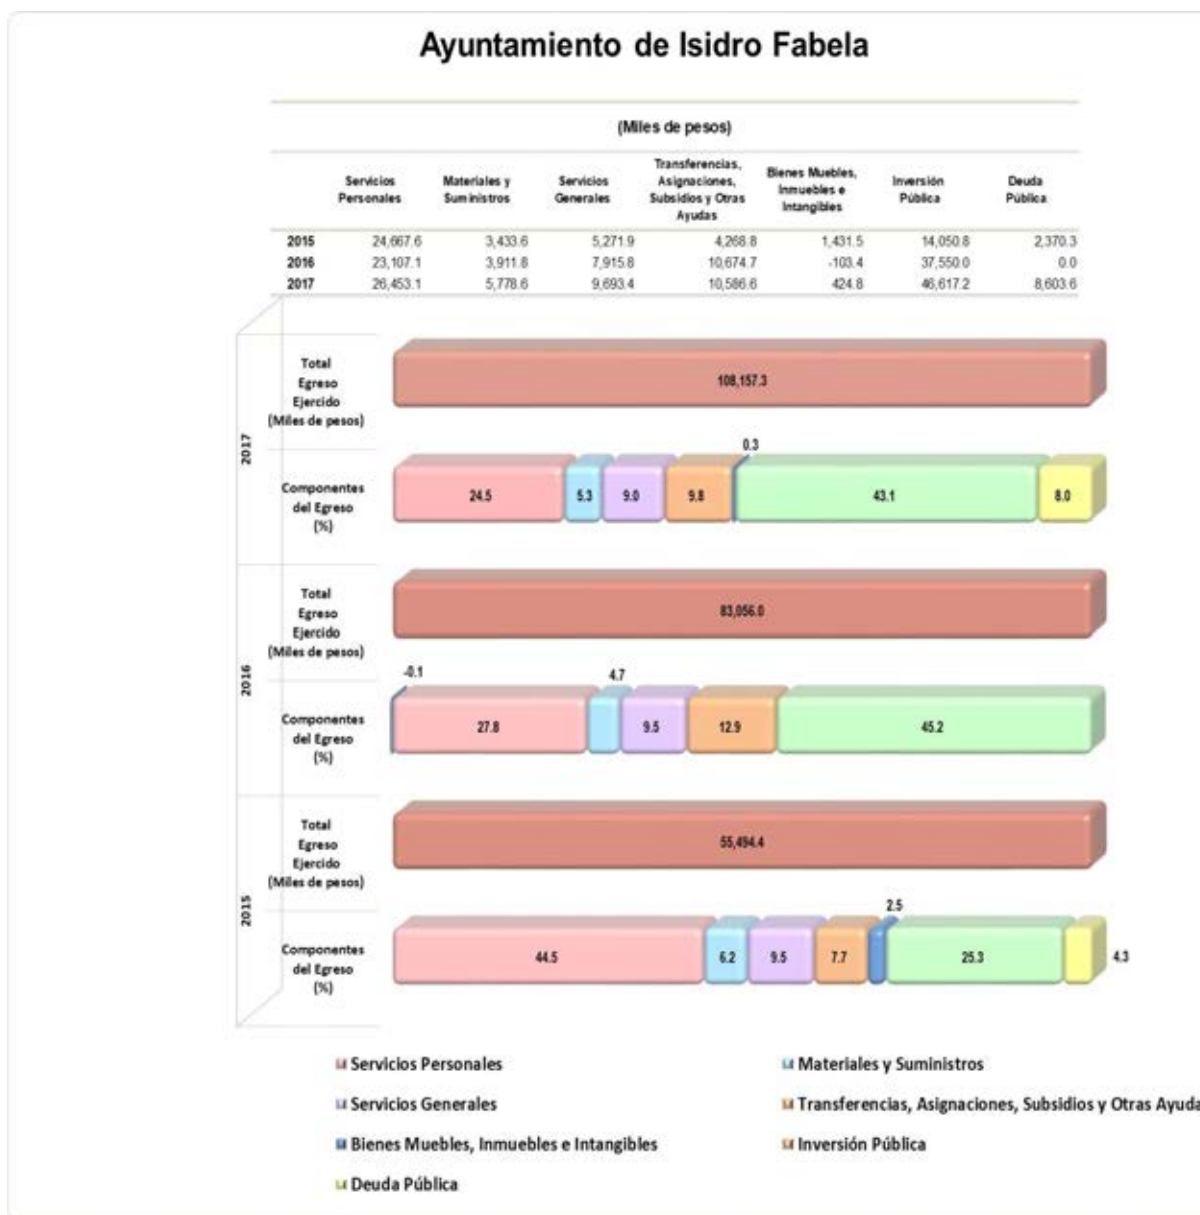 Ayuntamiento de Isidro Fabela
(Miles de pesos)
Servicios Personales Materiales y Suministros Servicios Generales Transferencias, Asignaciones, Subsidios y Otras Ayudas Bienes Muebles, Inmuebles e Intangibles Inversión Pública Deuda Pública
2015 24,667.6 3,433.6 5,271.9 4,268.8 1,431.5 14,050.8 2,370.3
2016 23,107.1 3,911.8 7,915.8 10,674.7 -103.4 37,550.0 0.0
2017 26,453.1 5,778.6 9,693.4 10,586.6 424.8 46,617.2 8,603.6
2017
Total
Egreso
Ejercido
(Miles de pesos)
108,157.3
0.3
Componentes
del Egreso
(%)
24.5 5.3 9.0 9.8 43.1 8.0
2016
Total
Egreso
Ejercido
(Miles de pesos)
83,056.0
-0.1 4.7
Componentes
del Egreso
(%)
27.8 9.5 12.9 45.2
2015
Total
Egreso
Ejercido
(Miles de pesos)
55,494.4
2.5
Componentes
del Egreso
(%)
44.5 6.2 9.5 7.7 25.3 4.3
Servicios Personales Materiales y Suministros
Servicios Generales Transferencias, Asignaciones, Subsidios y Otras Ayuda
Bienes Muebles, Inmuebles e Intangibles Inversión Pública
Deuda Pública